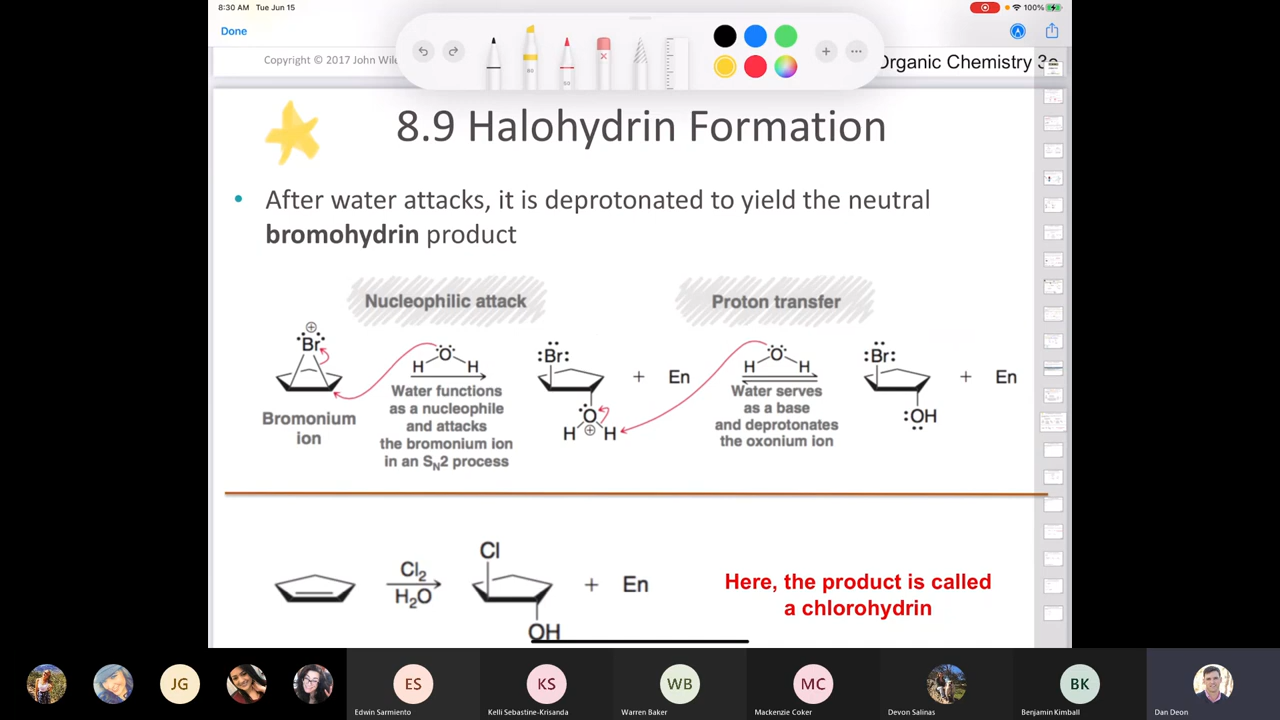 8:30 AM Tue Jun 15
100%
Done
Copyright © 2017 John
Organic Chemistry 3e
8.9 Halohydrin Formation
• After water attacks, it is deprotonated to yield the neutral
bromohydrin product
Nucleophilic attack
Proton transfer
⊕
:Br:
Bromonium
ion
H O H
Water functions
as a nucleophile
and attacks
the bromonium ion
in an SN2 process
:Br:
:O
H ⊕ H
+ En
H O H
Water serves
as a base
and deprotonates
the oxonium ion
:Br:
:OH
+ En
Cl2
H2O
Cl
OH
+ En
Here, the product is called
a chlorohydrin
JG
ES
Edwin Sarmiento
KS
Kelli Sebastine-Krisanda
WB
Warren Baker
MC
Mackenzie Coker
Devon Salinas
BK
Benjamin Kimball
Dan Deon